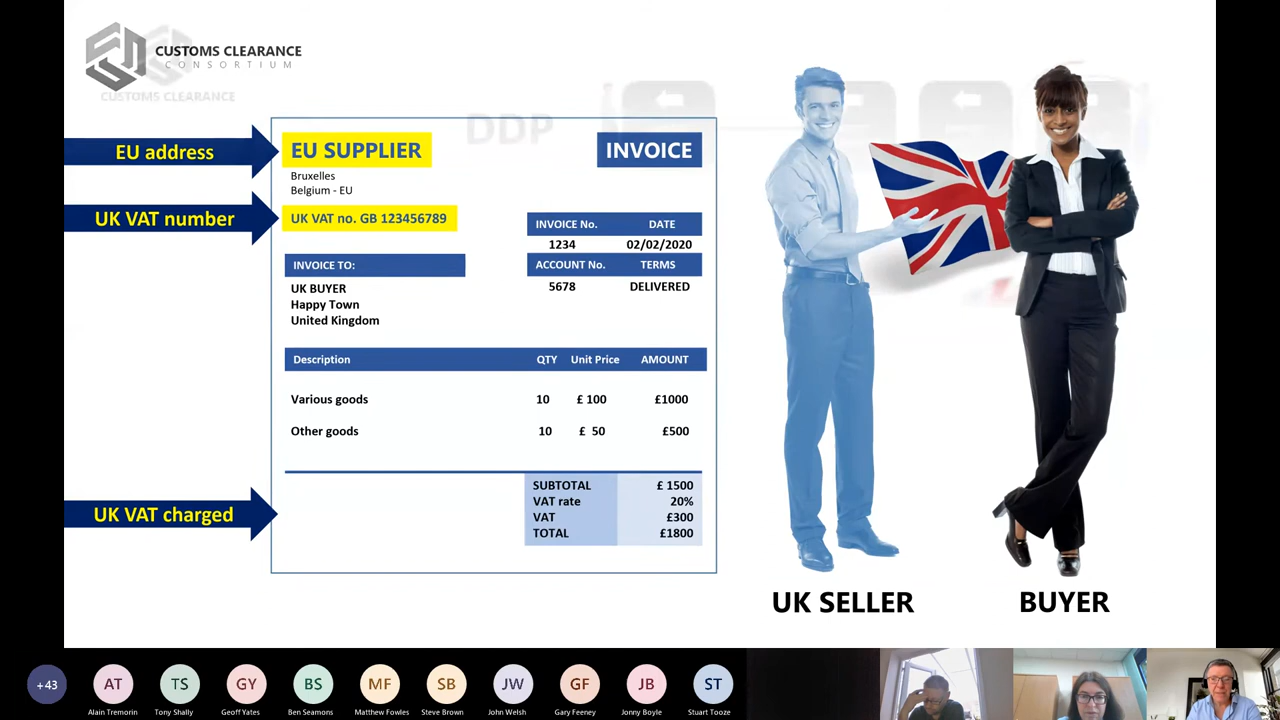 CUSTOMS CLEARANCE
CONSORTIUM
CUSTOMS CLEARANCE
DDP
EU address
EU SUPPLIER
INVOICE
Bruxelles
Belgium - EU
UK VAT number
UK VAT no. GB 123456789
INVOICE No. DATE
1234 02/02/2020
INVOICE TO:
ACCOUNT No. TERMS
UK BUYER
5678 DELIVERED
Happy Town
United Kingdom
Description QTY Unit Price AMOUNT
Various goods 10 £ 100 £1000
Other goods 10 £ 50 £500
UK VAT charged
SUBTOTAL £ 1500
VAT rate 20%
VAT £300
TOTAL £1800
UK SELLER
BUYER
+43 AT TS GY BS MF SB JW GF JB ST
Alain Tremorin Tony Shally Geoff Yates Ben Seamons Matthew Fowles Steve Brown John Welsh Gary Feeney Jonny Boyle Stuart Tooze